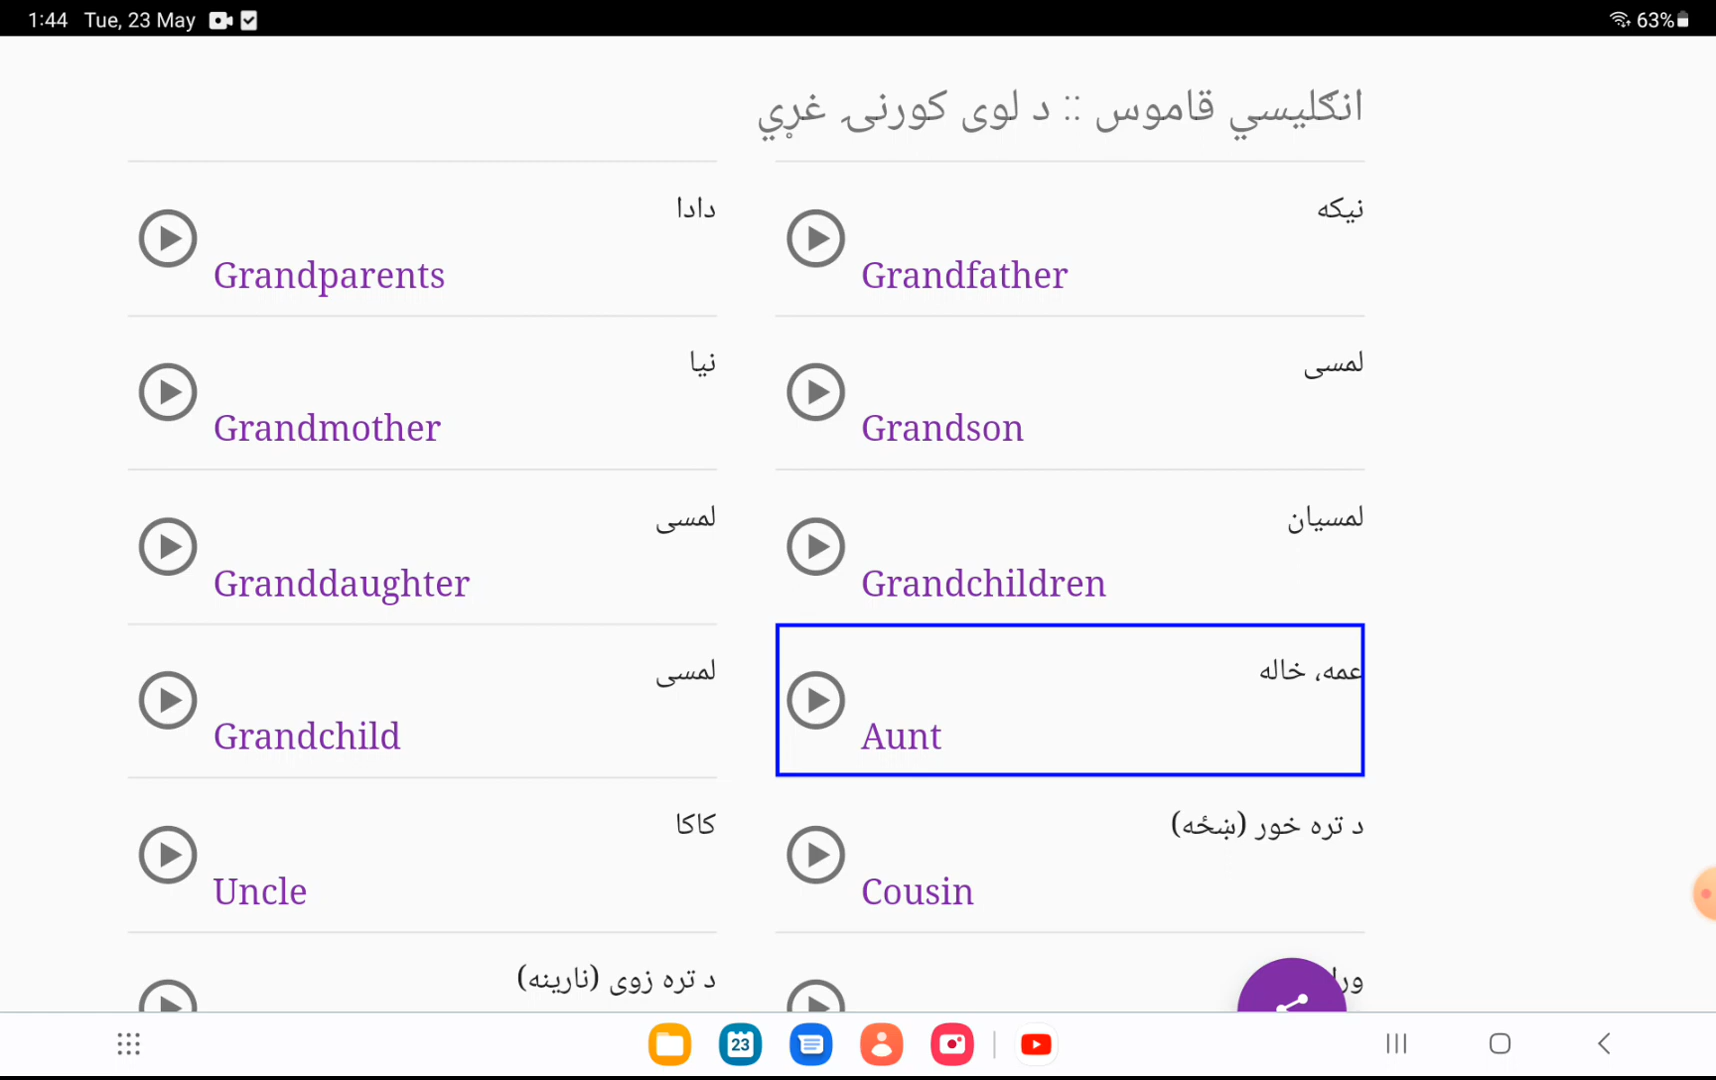 1:44 Tue, 23 May
63%
انګلیسي قاموس :: د لوی کورنۍ غړي
نیکه
Grandfather
دادا
Grandparents
لمسی
Grandson
نیا
Grandmother
لمسیان
Grandchildren
لمسی
Granddaughter
عمه، خاله
Aunt
لمسی
Grandchild
د تره خور (ښځه)
Cousin
کاکا
Uncle
د تره زوی (نارینه)
23